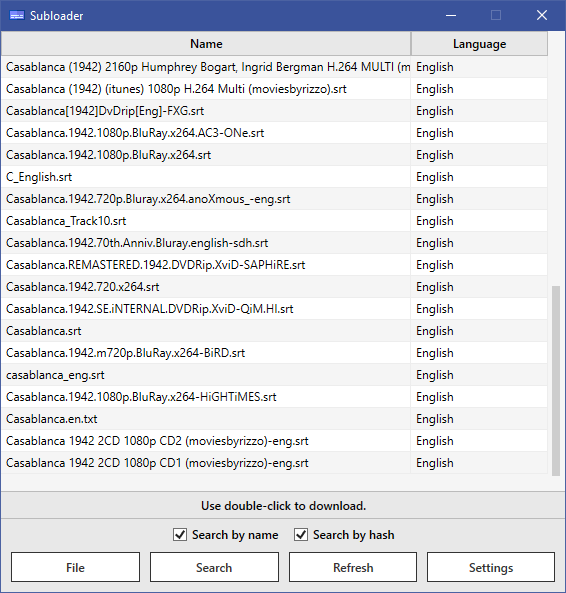 Subloader
Name Language
Casablanca (1942) 2160p Humphrey Bogart, Ingrid Bergman H.264 MULTI (m English
Casablanca (1942) (itunes) 1080p H.264 Multi (moviesbyrizzo).srt English
Casablanca[1942]DvDrip[Eng]-FXG.srt English
Casablanca.1942.1080p.BluRay.x264.AC3-ONe.srt English
Casablanca.1942.1080p.BluRay.x264.srt English
C_English.srt English
Casablanca.1942.720p.Bluray.x264.anoXmous_-eng.srt English
Casablanca_Track10.srt English
Casablanca.1942.70th.Anniv.Bluray.english-sdh.srt English
Casablanca.REMASTERED.1942.DVDRip.XviD-SAPHiRE.srt English
Casablanca.1942.720.x264.srt English
Casablanca.1942.SE.iNTERNAL.DVDRip.XviD-QiM.HI.srt English
Casablanca.srt English
Casablanca.1942.m720p.BluRay.x264-BiRD.srt English
casablanca_eng.srt English
Casablanca.1942.1080p.BluRay.x264-HiGHTiMES.srt English
Casablanca.en.txt English
Casablanca 1942 2CD 1080p CD2 (moviesbyrizzo)-eng.srt English
Casablanca 1942 2CD 1080p CD1 (moviesbyrizzo)-eng.srt English
Use double-click to download.
Search by name Search by hash
File Search Refresh Settings